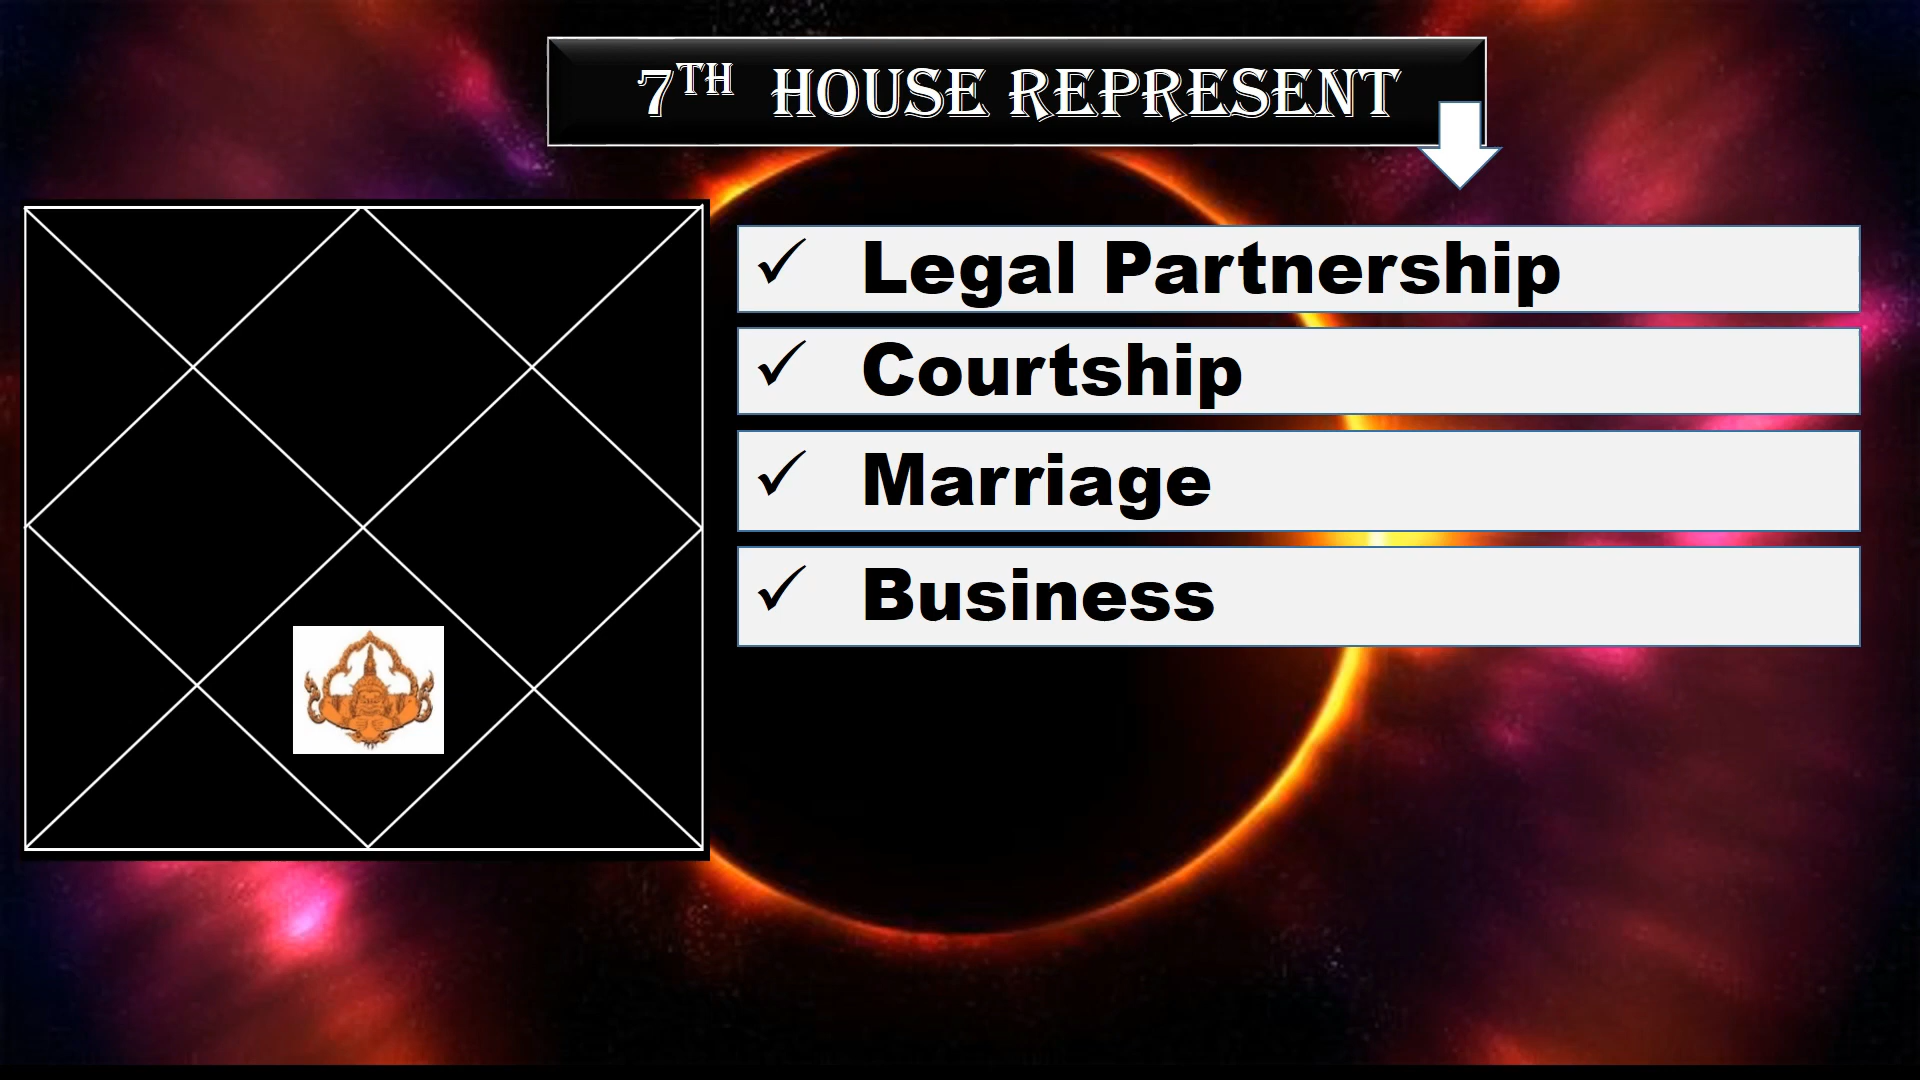 7TH HOUSE REPRESENT
✓ Legal Partnership
✓ Courtship
✓ Marriage
✓ Business